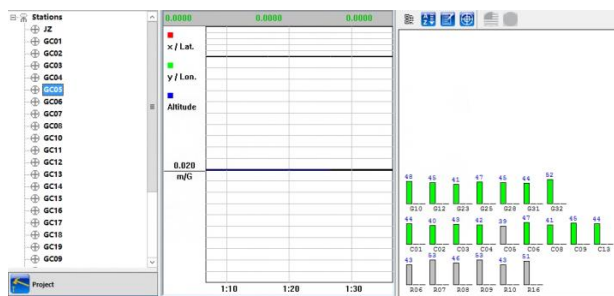 Stations
JZ
GC01
GC02
GC03
GC04
GC05
GC06
GC07
GC08
GC10
GC11
GC12
GC13
GC14
GC15
GC16
GC17
GC18
GC19
GC09
Project
0.0000 0.0000 0.0000
x / Lat.
y / Lon.
Altitude
0.020
m/G
1:10 1:20 1:30
48 45 41 47 45 44 52
G10 G12 G23 G25 G28 G31 G32
44 40 43 42 39 47 41 45 44
C01 C02 C03 C04 C05 C06 C08 C09 C13
43 53 46 53 43 51
R06 R07 R08 R09 R10 R16